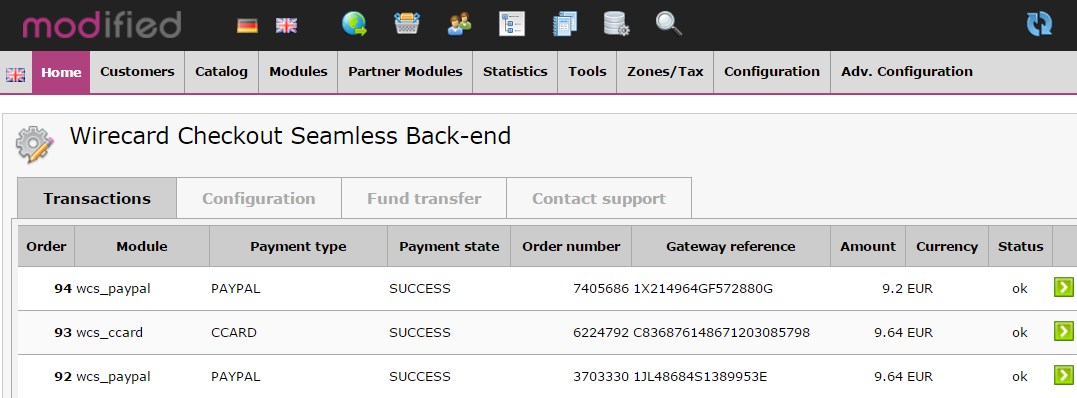 modified
Home Customers Catalog Modules Partner Modules Statistics Tools Zones/Tax Configuration Adv. Configuration
Wirecard Checkout Seamless Back-end
Transactions Configuration Fund transfer Contact support
Order Module Payment type Payment state Order number Gateway reference Amount Currency Status
94 wcs_paypal PAYPAL SUCCESS 7405686 1X214964GF572880G 9.2 EUR ok
93 wcs_ccard CCARD SUCCESS 6224792 C836876148671203085798 9.64 EUR ok
92 wcs_paypal PAYPAL SUCCESS 3703330 1JL48684S1389953E 9.64 EUR ok